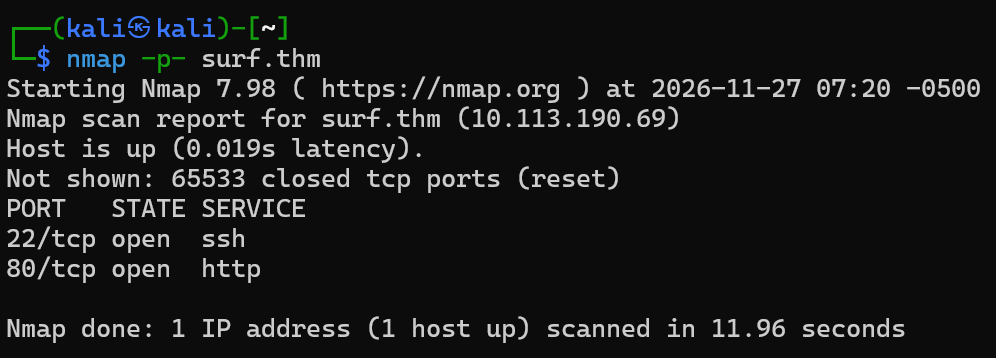 ┌──(kali㉿kali)-[~]
└─$ nmap -p- surf.thm
Starting Nmap 7.98 ( https://nmap.org ) at 2026-11-27 07:20 -0500
Nmap scan report for surf.thm (10.113.190.69)
Host is up (0.019s latency).
Not shown: 65533 closed tcp ports (reset)
PORT   STATE SERVICE
22/tcp open  ssh
80/tcp open  http
Nmap done: 1 IP address (1 host up) scanned in 11.96 seconds